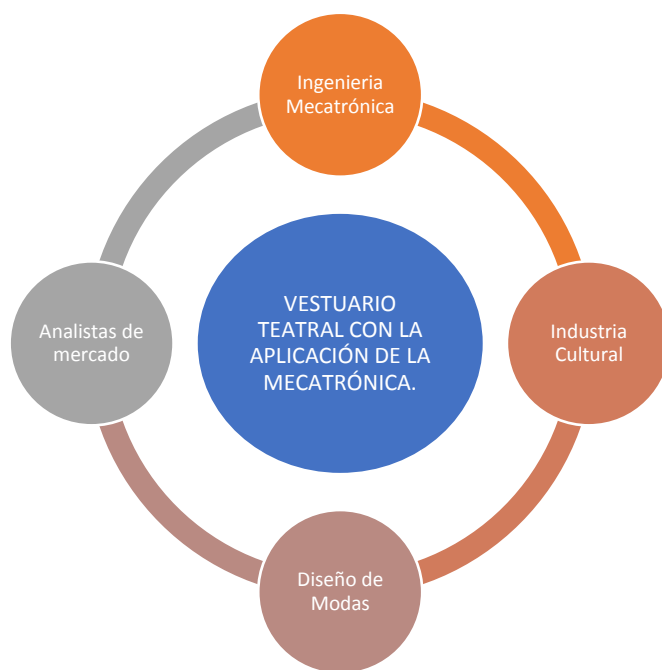 Ingenieria
Mecatrónica
VESTUARIO
TEATRAL CON LA
APLICACIÓN DE LA
MECATRÓNICA.
Analistas de
mercado
Industria
Cultural
Diseño de
Modas